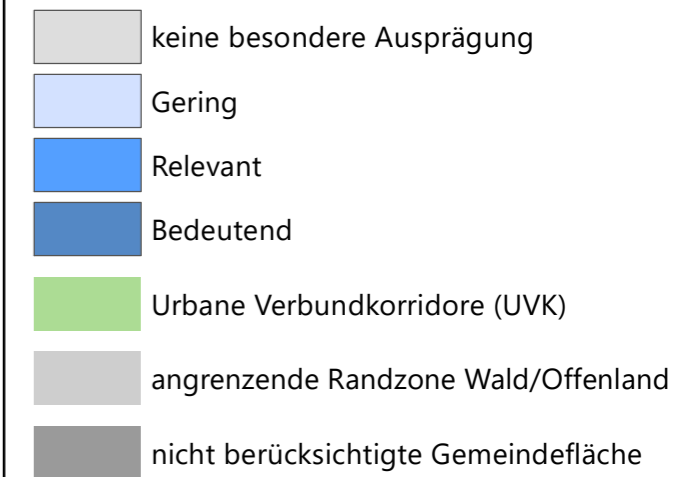 keine besondere Ausprägung
Gering
Relevant
Bedeutend
Urbane Verbundkorridore (UVK)
angrenzende Randzone Wald/Offenland
nicht berücksichtigte Gemeindefläche